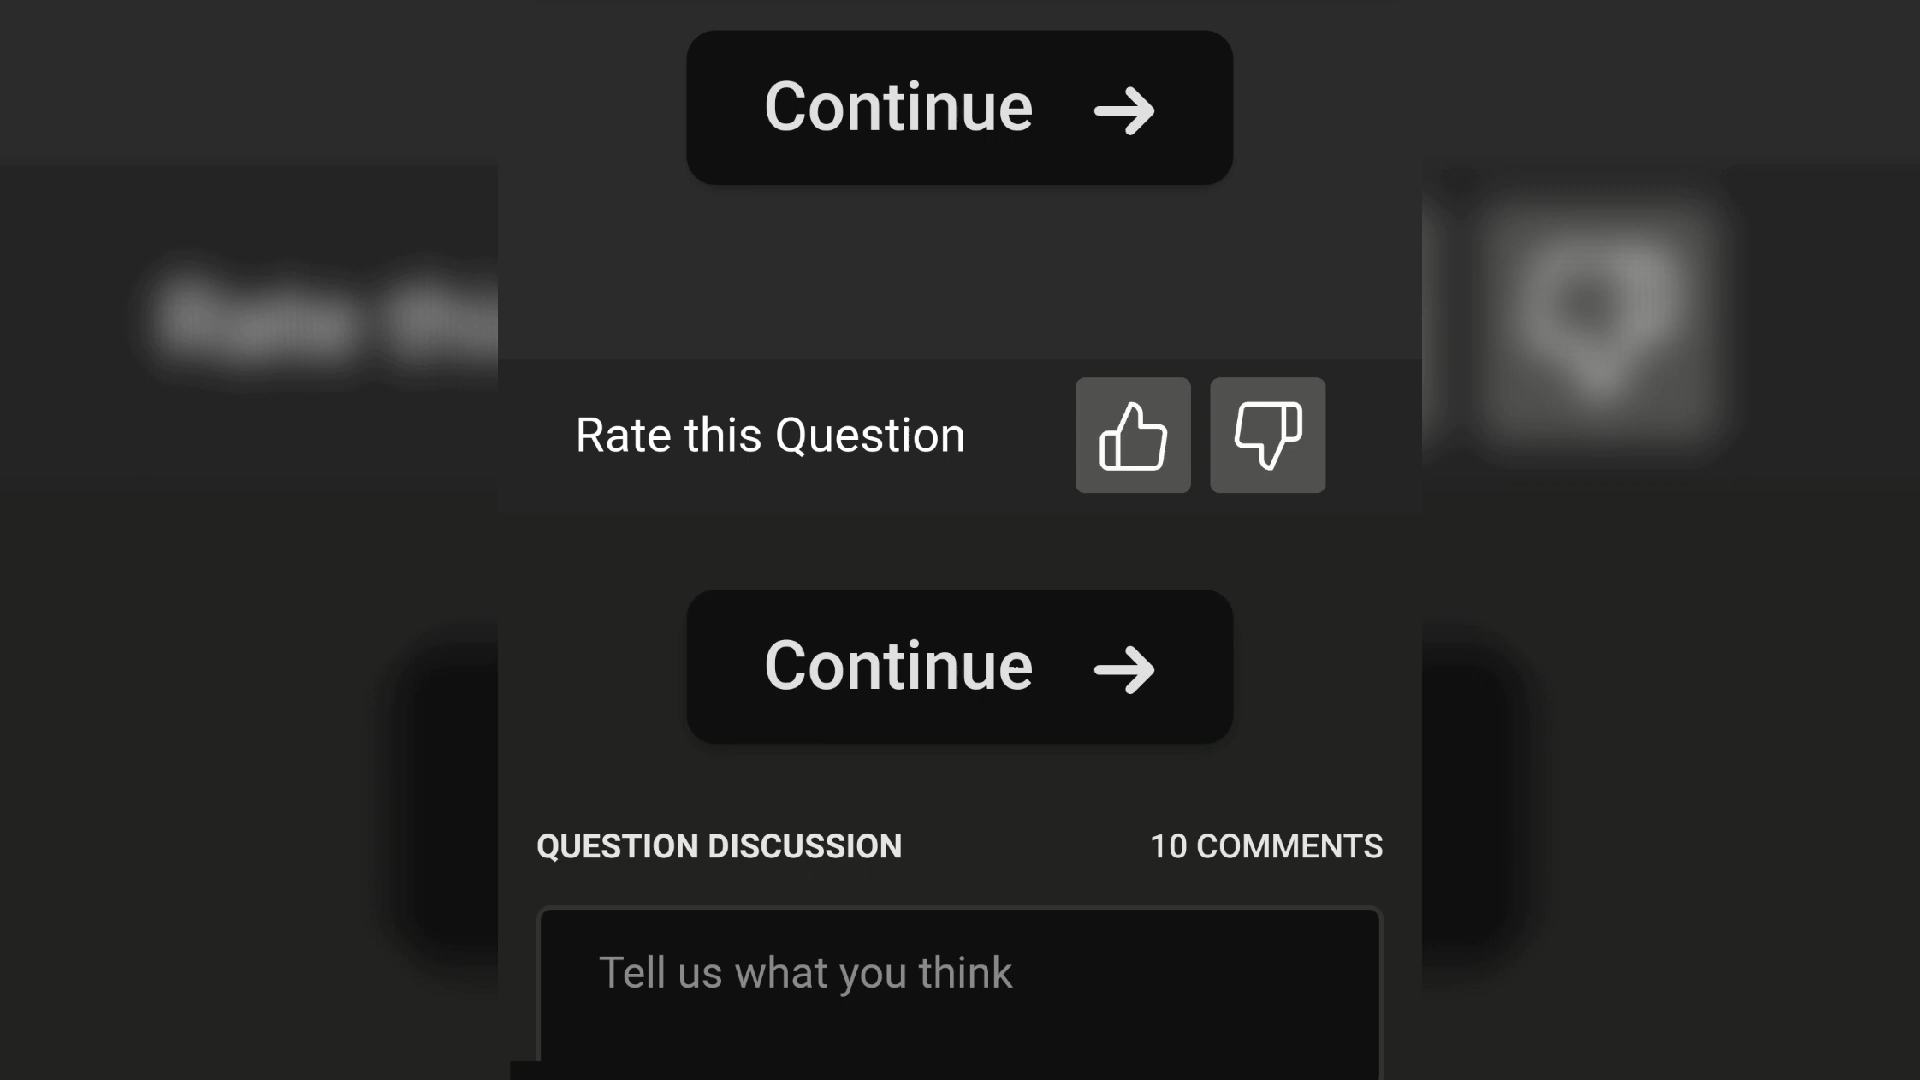 Continue
Rate this Question
Continue
QUESTION DISCUSSION
10 COMMENTS
Tell us what you think